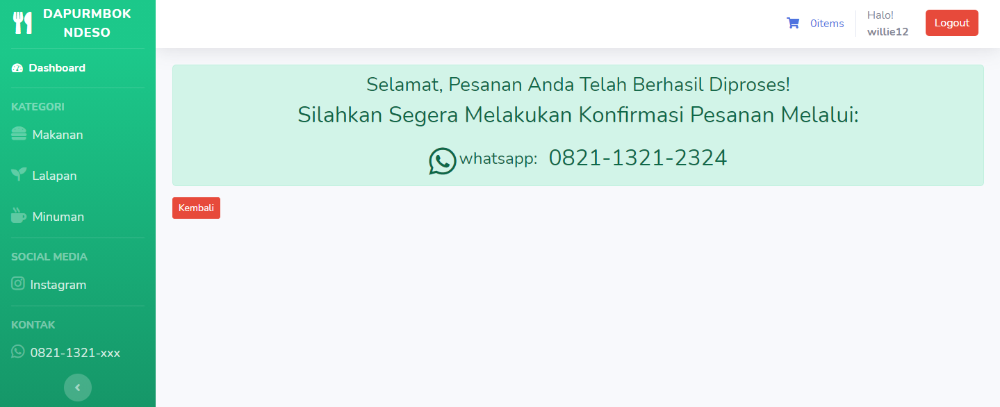 DAPURMBOK
NDESO
Dashboard
KATEGORI
Makanan
Lalapan
Minuman
SOCIAL MEDIA
Instagram
KONTAK
0821-1321-xxx
0items
Halo!
willie12
Logout
Selamat, Pesanan Anda Telah Berhasil Diproses!
Silahkan Segera Melakukan Konfirmasi Pesanan Melalui:
whatsapp: 0821-1321-2324
Kembali